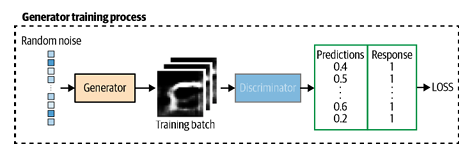 Generator training process
Random noise
Generator
Training batch
Discriminator
Predictions Response
0.4 1
0.5 1
0.6 1
0.2 1
LOSS